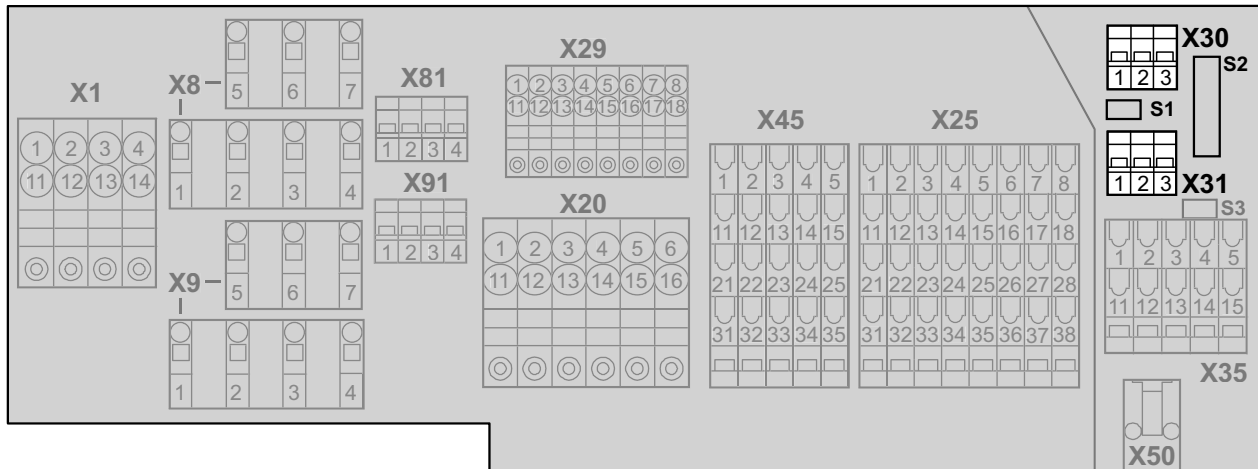 X1
1 2 3 4
11 12 13 14
X8
5 6 7
1 2 3 4
X9
5 6 7
1 2 3 4
X81
1 2 3 4
X91
1 2 3 4
X29
1 2 3 4 5 6 7 8
11 12 13 14 15 16 17 18
X20
1 2 3 4 5 6
11 12 13 14 15 16
X45
1 2 3 4 5
11 12 13 14 15
21 22 23 24 25
31 32 33 34 35
X25
1 2 3 4 5 6 7 8
11 12 13 14 15 16 17 18
21 22 23 24 25 26 27 28
31 32 33 34 35 36 37 38
X30
1 2 3
S2
S1
1 2 3
X31
S3
1 2 3 4 5
11 12 13 14 15
X35
X50